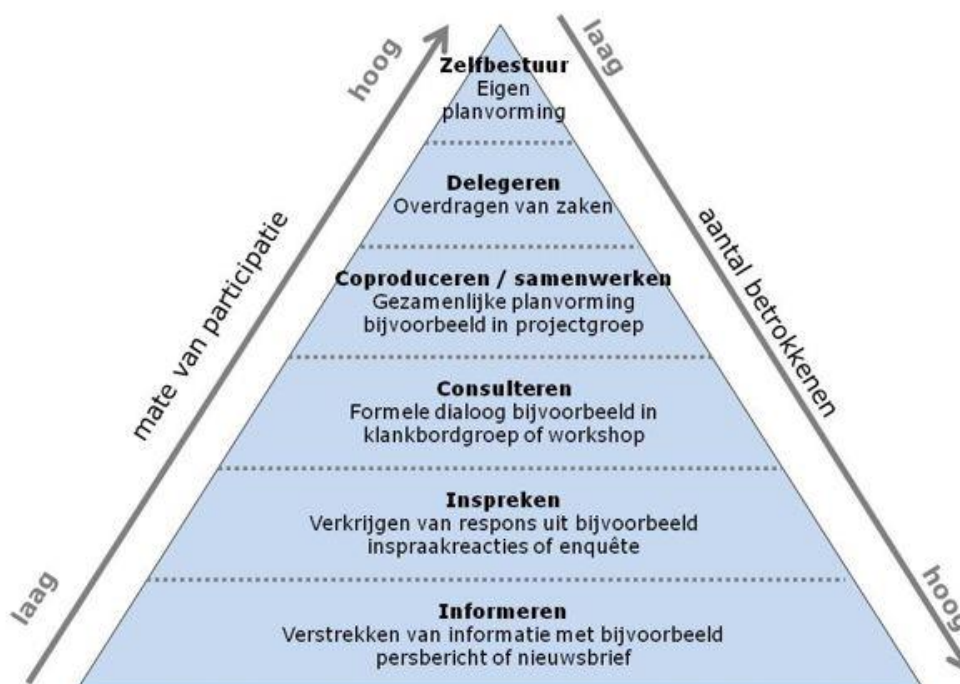 hoog
laag
Zelfbestuur
Eigen
planvorming
Delegeren
Overdragen van zaken
mate van participatie
aantal betrokkenen
Coproduceren / samenwerken
Gezamenlijke planvorming
bijvoorbeeld in projectgroep
Consulteren
Formele dialoog bijvoorbeeld in
klankbordgroep of workshop
Inspreken
Verkrijgen van respons uit bijvoorbeeld
inspraakreacties of enquête
laag
hoog
Informeren
Verstrekken van informatie met bijvoorbeeld
persbericht of nieuwsbrief